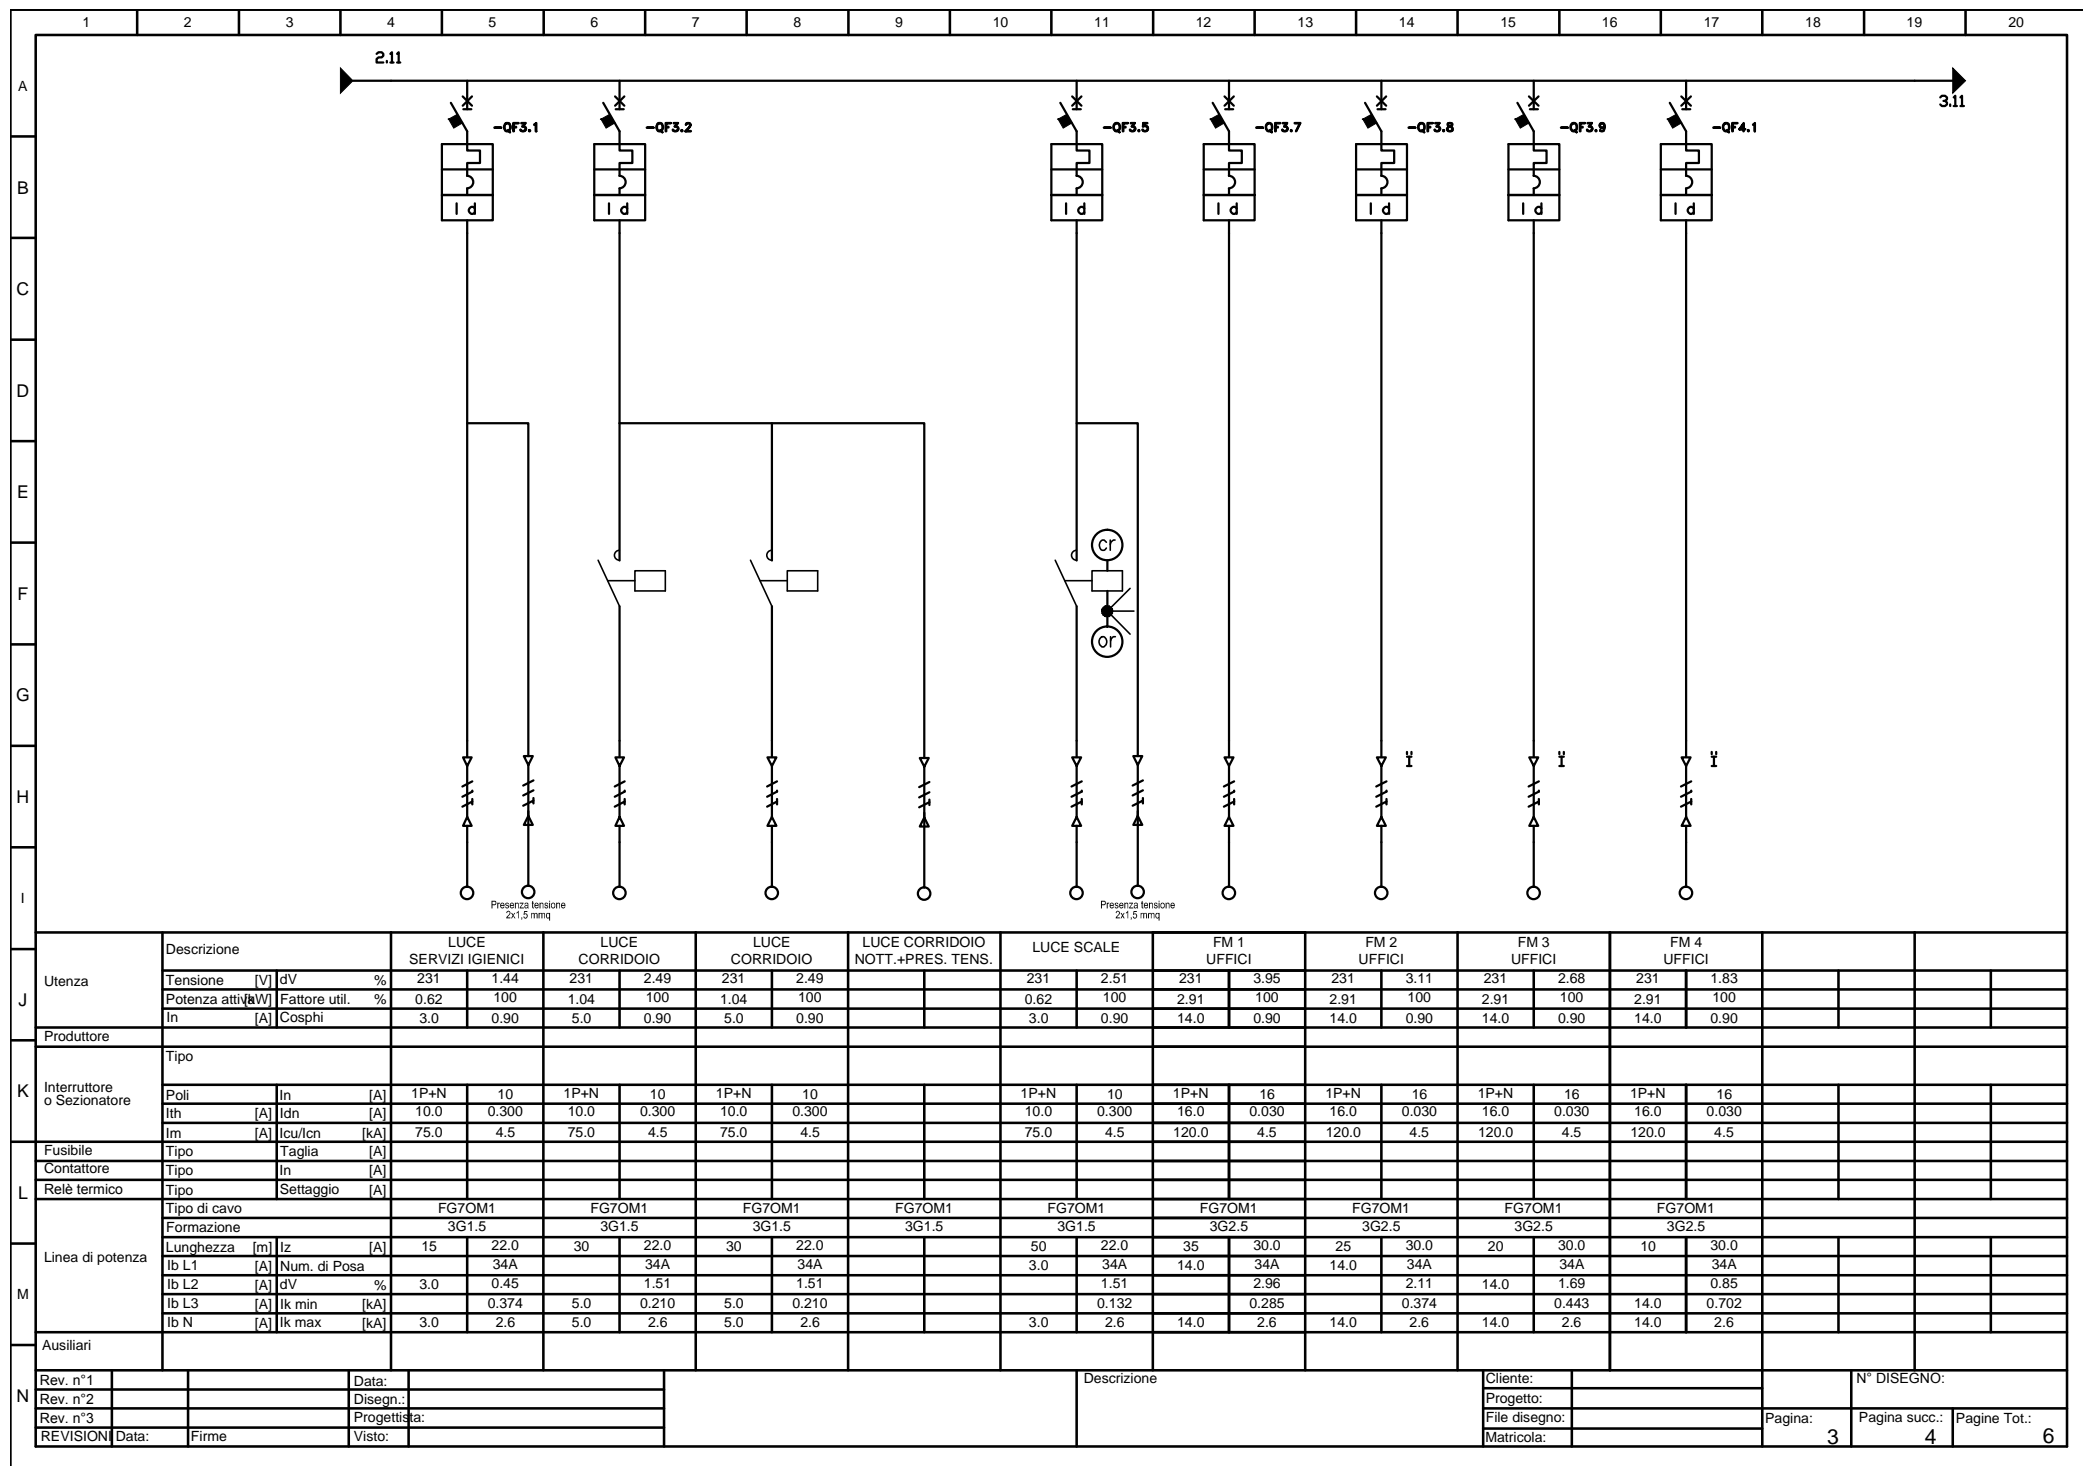 1 2 3 4 5 6 7 8 9 10 11 12 13 14 15 16 17 18 19 20
2.11
A
3.11
-QF3.1 -QF3.2 -QF3.5 -QF3.7 -QF3.8 -QF3.9 -QF4.1
B
I d I d I d I d I d I d I d
C
D
E
cr
F
or
G
Ï Ï Ï
H
I
Presenza tensione Presenza tensione
2x1,5 mmq 2x1,5 mmq
Utenza
Descrizione
LUCE SERVIZI IGIENICI
LUCE CORRIDOIO
LUCE CORRIDOIO
LUCE CORRIDOIO NOTT.+PRES. TENS.
LUCE SCALE
FM 1 UFFICI
FM 2 UFFICI
FM 3 UFFICI
FM 4 UFFICI
Tensione [V] dV % 231 1.44 231 2.49 231 2.49 231 2.51 231 3.95 231 3.11 231 2.68 231 1.83
J
Potenza attiva [kW] Fattore util. % 0.62 100 1.04 100 1.04 100 0.62 100 2.91 100 2.91 100 2.91 100 2.91 100
In [A] Cosphi 3.0 0.90 5.0 0.90 5.0 0.90 3.0 0.90 14.0 0.90 14.0 0.90 14.0 0.90 14.0 0.90
Produttore
Tipo
K
Interruttore
o Sezionatore
Poli In [A] 1P+N 10 1P+N 10 1P+N 10 1P+N 10 1P+N 16 1P+N 16 1P+N 16 1P+N 16
Ith [A] Idn [A] 10.0 0.300 10.0 0.300 10.0 0.300 10.0 0.300 16.0 0.030 16.0 0.030 16.0 0.030 16.0 0.030
Im [A] Icu/Icn [kA] 75.0 4.5 75.0 4.5 75.0 4.5 75.0 4.5 120.0 4.5 120.0 4.5 120.0 4.5 120.0 4.5
Fusibile Tipo Taglia [A]
Contattore Tipo In [A]
L
Relè termico Tipo Settaggio [A]
Linea di potenza
Tipo di cavo FG7OM1 FG7OM1 FG7OM1 FG7OM1 FG7OM1 FG7OM1 FG7OM1 FG7OM1 FG7OM1
Formazione 3G1.5 3G1.5 3G1.5 3G1.5 3G1.5 3G2.5 3G2.5 3G2.5 3G2.5
Lunghezza [m] Iz [A] 15 22.0 30 22.0 30 22.0 50 22.0 35 30.0 25 30.0 20 30.0 10 30.0
Ib L1 [A] Num. di Posa 34A 34A 34A 3.0 34A 14.0 34A 14.0 34A 34A 34A
M
Ib L2 [A] dV % 3.0 0.45 1.51 1.51 1.51 2.96 2.11 14.0 1.69 0.85
Ib L3 [A] Ik min [kA] 0.374 5.0 0.210 5.0 0.210 0.132 0.285 0.374 0.443 14.0 0.702
Ib N [A] Ik max [kA] 3.0 2.6 5.0 2.6 5.0 2.6 3.0 2.6 14.0 2.6 14.0 2.6 14.0 2.6 14.0 2.6
Ausiliari
N
Rev. n°1 Data: Descrizione Cliente: N° DISEGNO:
Rev. n°2 Disegn.: Progetto:
Rev. n°3 Progettista: File disegno: Pagina: Pagina succ.: Pagine Tot.:
REVISIONI Data: Firme Visto: Matricola: 3 4 6